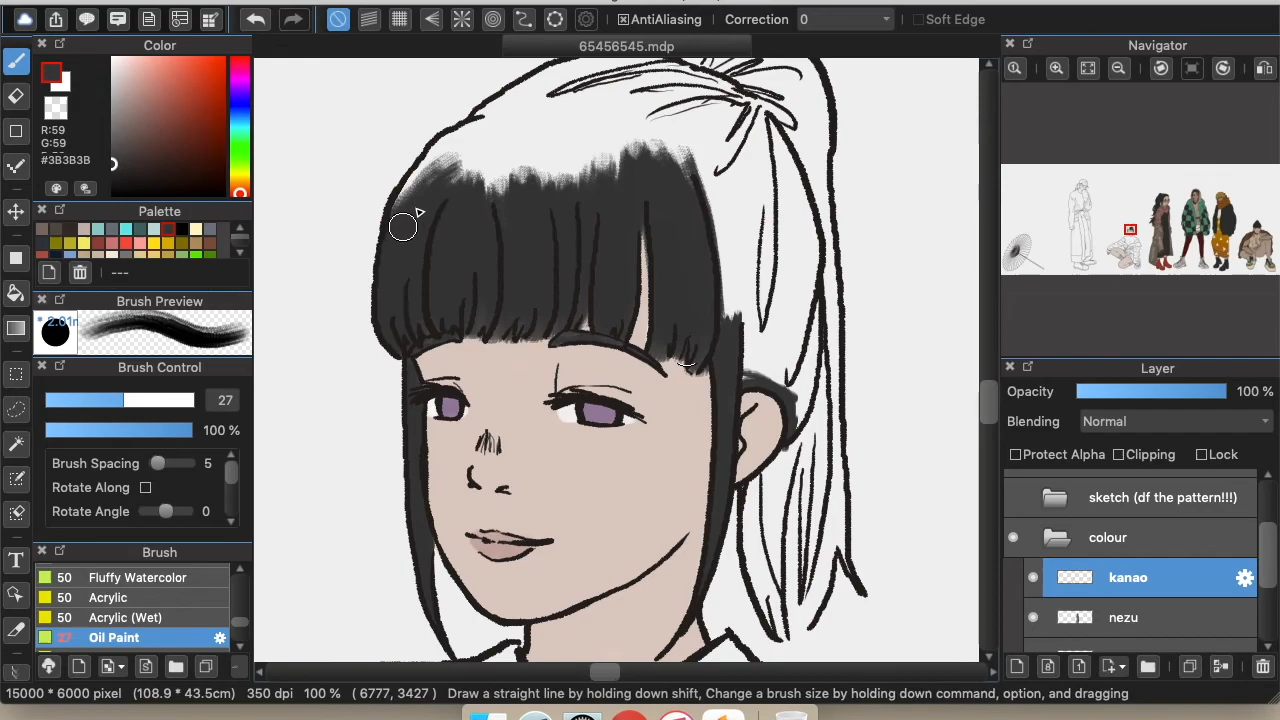 AntiAliasing Correction 0 Soft Edge
65456545.mdp
Color
R:59
G:59
B:59
#3B3B3B
Palette
---
Brush Preview
* 2.01m
Brush Control
27
100 %
Brush Spacing 5
Rotate Along
Rotate Angle 0
Brush
50 Fluffy Watercolor
50 Acrylic
50 Acrylic (Wet)
27 Oil Paint
Navigator
Layer
Opacity 100 %
Blending Normal
Protect Alpha Clipping Lock
sketch (df the pattern!!!)
colour
kanao
nezu
15000 * 6000 pixel (108.9 * 43.5cm) 350 dpi 100 % ( 6777, 3427 ) Draw a straight line by holding down shift, Change a brush size by holding down command, option, and dragging